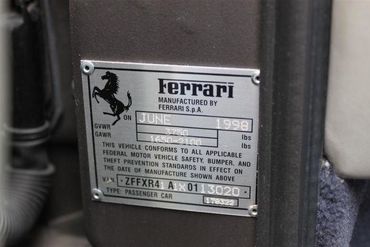 Ferrari
MANUFACTURED BY
FERRARI S.p.A.
ON JUNE 1998
GVWR lbs
GAWR 1650-2100 lbs
THIS VEHICLE CONFORMS TO ALL APPLICABLE
FEDERAL MOTOR VEHICLE SAFETY, BUMPER, AND
THEFT PREVENTION STANDARDS IN EFFECT ON
THE DATE OF MANUFACTURE SHOWN ABOVE
TYPE: PASSENGER CAR